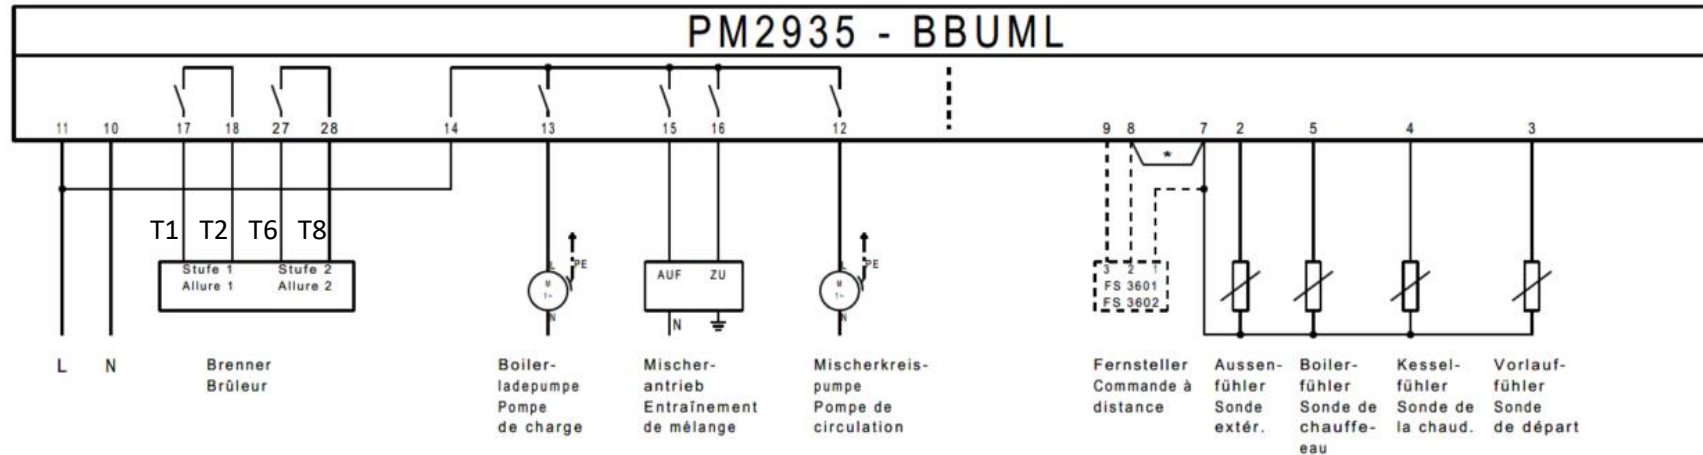 PM2935 - BBUML
11 10 17 18 27 28 14 13 15 16 12 9 8 7 2 5 4 3
*
T1 T2 T6 T8
Stufe 1 Stufe 2
Allure 1 Allure 2
L
PE
M
1~
N
AUF ZU
N
L
PE
M
1~
N
3 2 1
FS 3601
FS 3602
L N
Brenner
Brûleur
Boiler-
ladepumpe
Pompe
de charge
Mischer-
antrieb
Entraînement
de mélange
Mischerkreis-
pumpe
Pompe de
circulation
Fernsteller
Commande à
distance
Aussen-
fühler
Sonde
extér.
Boiler-
fühler
Sonde de
chauffe-
eau
Kessel-
fühler
Sonde de
la chaud.
Vorlauf-
fühler
Sonde
de départ